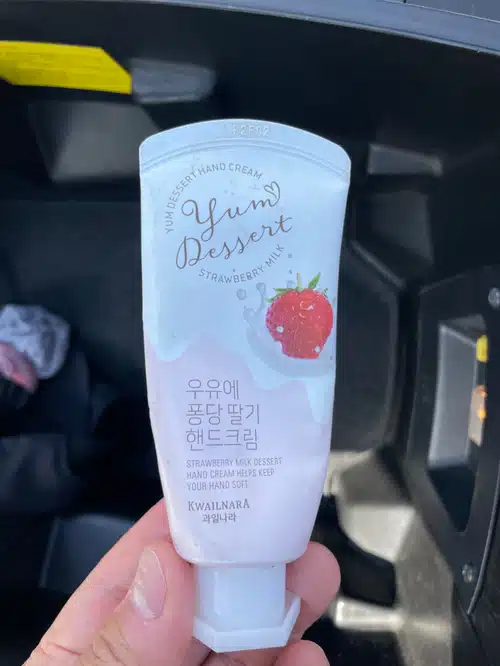 YUM DESSERT HAND CREAM
Yum
Dessert
STRAWBERRY MILK
우유에
퐁당 딸기
핸드크림
STRAWBERRY MILK DESSERT
HAND CREAM HELPS KEEP
YOUR HAND SOFT
KWAILNARA
과일나라